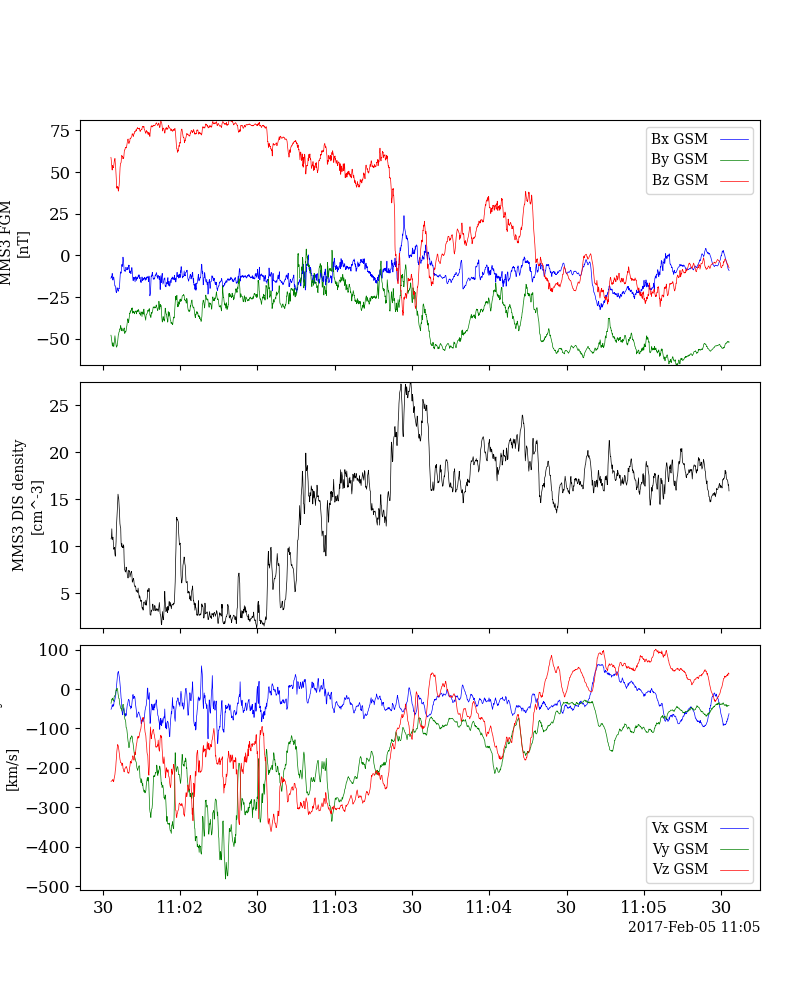 75
50
25
0
−25
−50
MMS3 FGM
[nT]
Bx GSM
By GSM
Bz GSM
25
20
15
10
5
MMS3 DIS density
[cm^-3]
100
0
−100
−200
−300
−400
−500
[km/s]
Vx GSM
Vy GSM
Vz GSM
30 11:02 30 11:03 30 11:04 30 11:05 30
2017-Feb-05 11:05